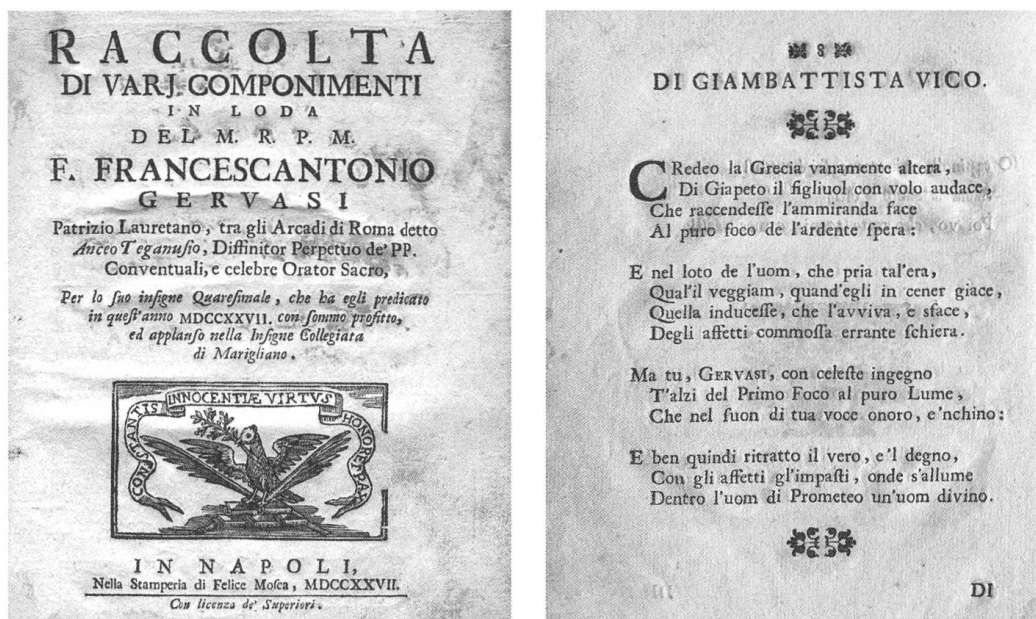 RACCOLTA
DI VARJ COMPONIMENTI
IN LODA
DEL M. R. P. M.
F. FRANCESCANTONIO
GERVASI
Patrizio Lauretano, tra gli Arcadi di Roma detto
Anceo Teganusio, Diffinitor Perpetuo de' PP.
Conventuali, e celebre Orator Sacro,
Per lo ſuo inſigne Quareſimale, che ha egli predicato
in queſt'anno MDCCXXVII. con ſommo profitto,
ed applauſo nella Inſigne Collegiata
di Marigliano.
CONSTANTIS INNOCENTIÆ VIRTVS HONORET PAX
IN NAPOLI,
Nella Stamperia di Felice Moſca, MDCCXXVII.
Con licenza de' Superiori.
8
DI GIAMBATTISTA VICO.
CRedeo la Grecia vanamente altera,
Di Giapeto il figliuol con volo audace,
Che raccendeſſe l'ammiranda face
Al puro foco de l'ardente ſpera:
E nel loto de l'uom, che pria tal'era,
Qual'il veggiam, quand'egli in cener giace,
Quella induceſſe, che l'avviva, e sface,
Degli affetti commoſſa errante ſchiera.
Ma tu, GERVASI, con celeſte ingegno
T'alzi del Primo Foco al puro Lume,
Che nel ſuon di tua voce onoro, e'nchino:
E ben quindi ritratto il vero, e'l degno,
Con gli affetti gl'impaſti, onde s'allume
Dentro l'uom di Prometeo un'uom divino.
DI